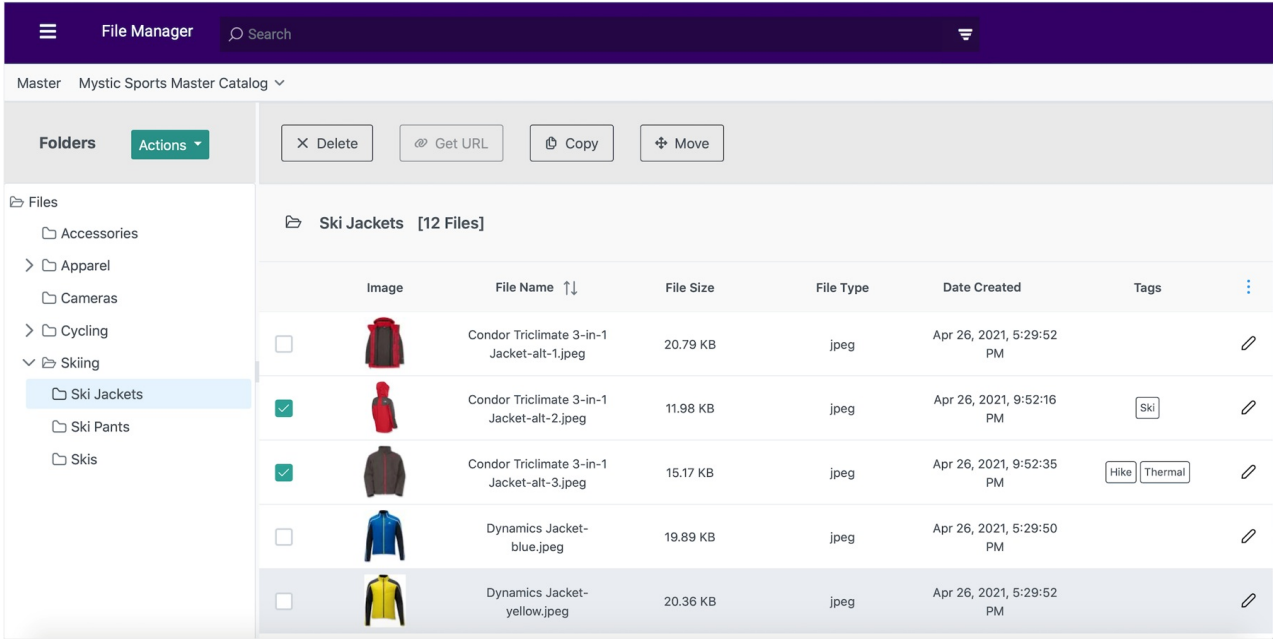 File Manager
Search
Master Mystic Sports Master Catalog
Folders
Actions
Delete
Get URL
Copy
Move
Files
Accessories
Apparel
Cameras
Cycling
Skiing
Ski Jackets
Ski Pants
Skis
Ski Jackets [12 Files]
Image File Name File Size File Type Date Created Tags
Condor Triclimate 3-in-1
Jacket-alt-1.jpeg
20.79 KB
jpeg
Apr 26, 2021, 5:29:52
PM
Condor Triclimate 3-in-1
Jacket-alt-2.jpeg
11.98 KB
jpeg
Apr 26, 2021, 9:52:16
PM
Ski
Condor Triclimate 3-in-1
Jacket-alt-3.jpeg
15.17 KB
jpeg
Apr 26, 2021, 9:52:35
PM
Hike Thermal
Dynamics Jacket-
blue.jpeg
19.89 KB
jpeg
Apr 26, 2021, 5:29:50
PM
Dynamics Jacket-
yellow.jpeg
20.36 KB
jpeg
Apr 26, 2021, 5:29:52
PM